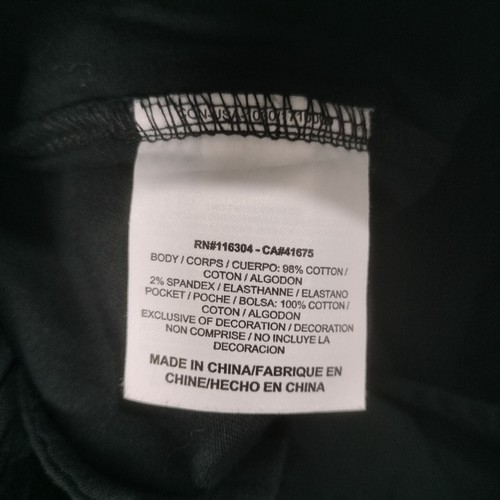 RN#116304 - CA#41675
BODY / CORPS / CUERPO: 98% COTTON /
COTON / ALGODON
2% SPANDEX / ELASTHANNE / ELASTANO
POCKET / POCHE / BOLSA: 100% COTTON /
COTON / ALGODON
EXCLUSIVE OF DECORATION / DECORATION
NON COMPRISE / NO INCLUYE LA
DECORACION
MADE IN CHINA/FABRIQUE EN
CHINE/HECHO EN CHINA